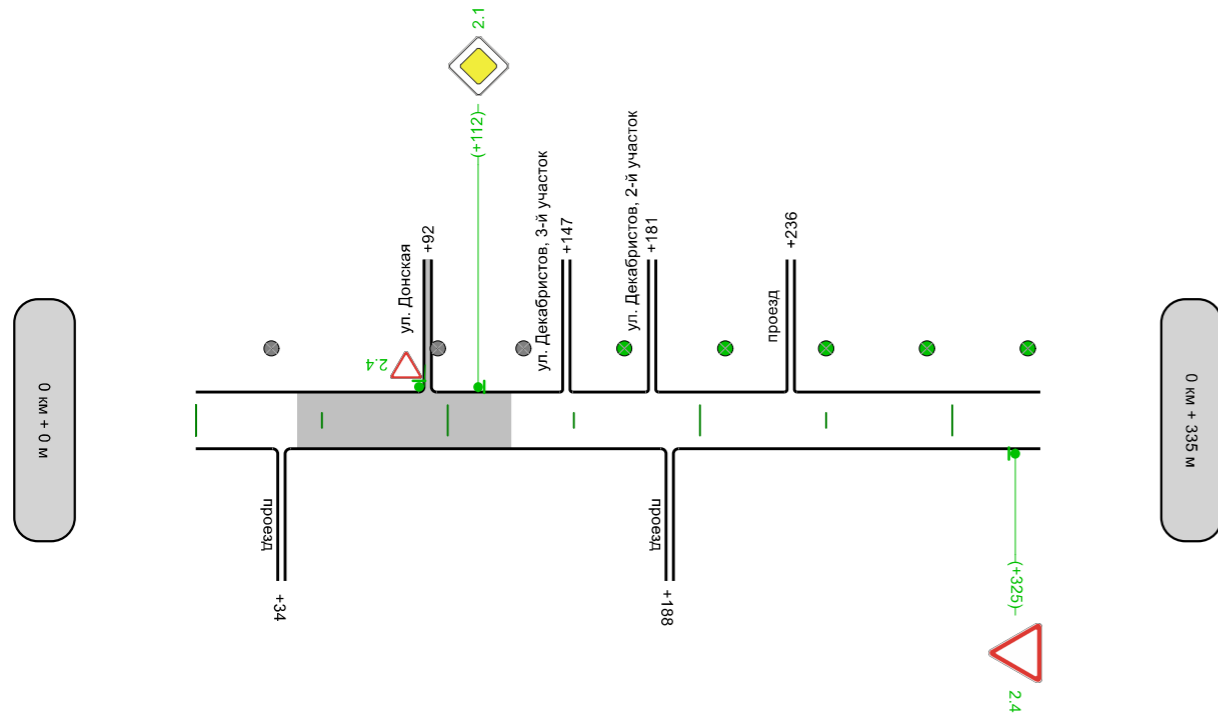 2.1
(+112)
ул. Донская
+92
ул. Декабристов, 3-й участок
+147
ул. Декабристов, 2-й участок
+181
проезд
+236
2.4
0 км + 0 м
0 км + 335 м
проезд
+34
проезд
+188
(+325)
2.4